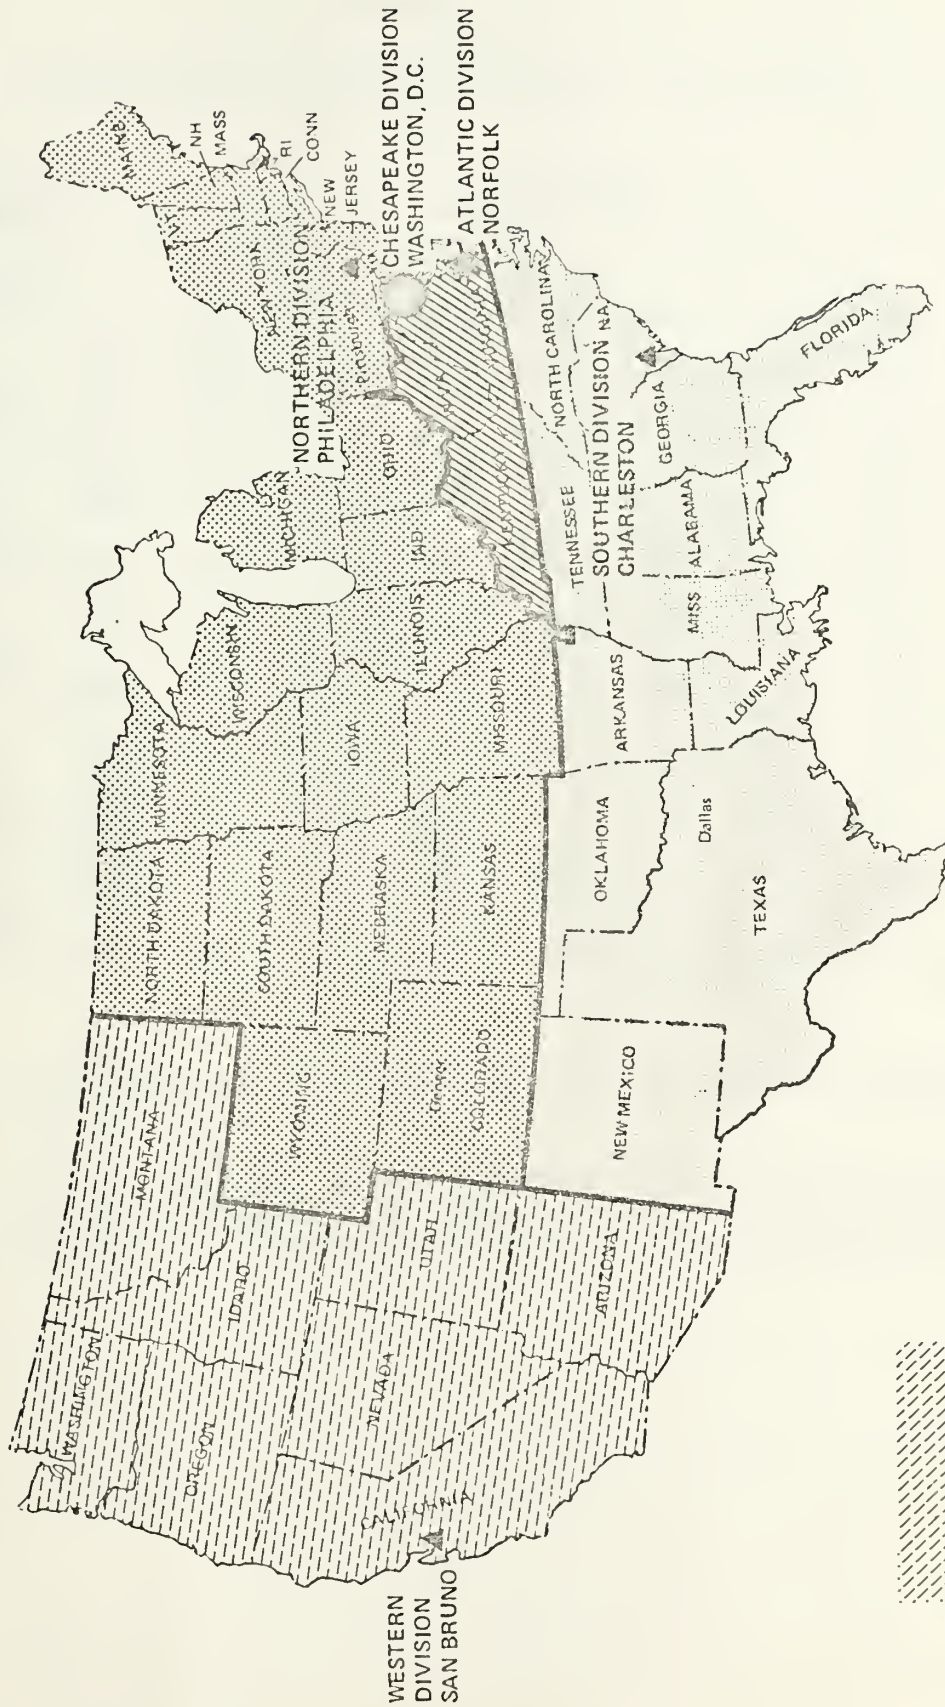 WESTERN
DIVISION
SAN BRUNO
WASHINGTON
OREGON
CALIFORNIA
NEVADA
IDAHO
MONTANA
UTAH
ARIZONA
WYOMING
Denver
COLORADO
NEW MEXICO
NORTH DAKOTA
SOUTH DAKOTA
NEBRASKA
KANSAS
OKLAHOMA
TEXAS
Dallas
MINNESOTA
IOWA
MISSOURI
ARKANSAS
LOUISIANA
WISCONSIN
ILLINOIS
MICHIGAN
IND
OHIO
KENTUCKY
TENNESSEE
MISS
ALABAMA
GEORGIA
FLORIDA
NORTH CAROLINA
SOUTHERN DIVISION NA
CHARLESTON
VIRGINIA
NORTHERN DIVISION
PHILADELPHIA
NEW YORK
MAINE
NH
MASS
RI
CONN
NEW
JERSEY
CHESAPEAKE DIVISION
WASHINGTON, D.C.
ATLANTIC DIVISION
NORFOLK